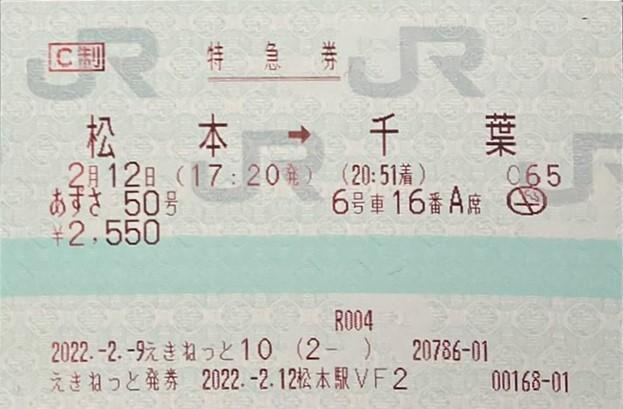 C制 特急券
松本 → 千葉
2月12日 (17:20発) (20:51着) C65
あずさ 50号 6号車 16番 A席
¥2,550
R004
2022.-2.-9えきねっと10 (2- ) 20786-01
えきねっと発券 2022.-2.12松本駅VF2 00168-01